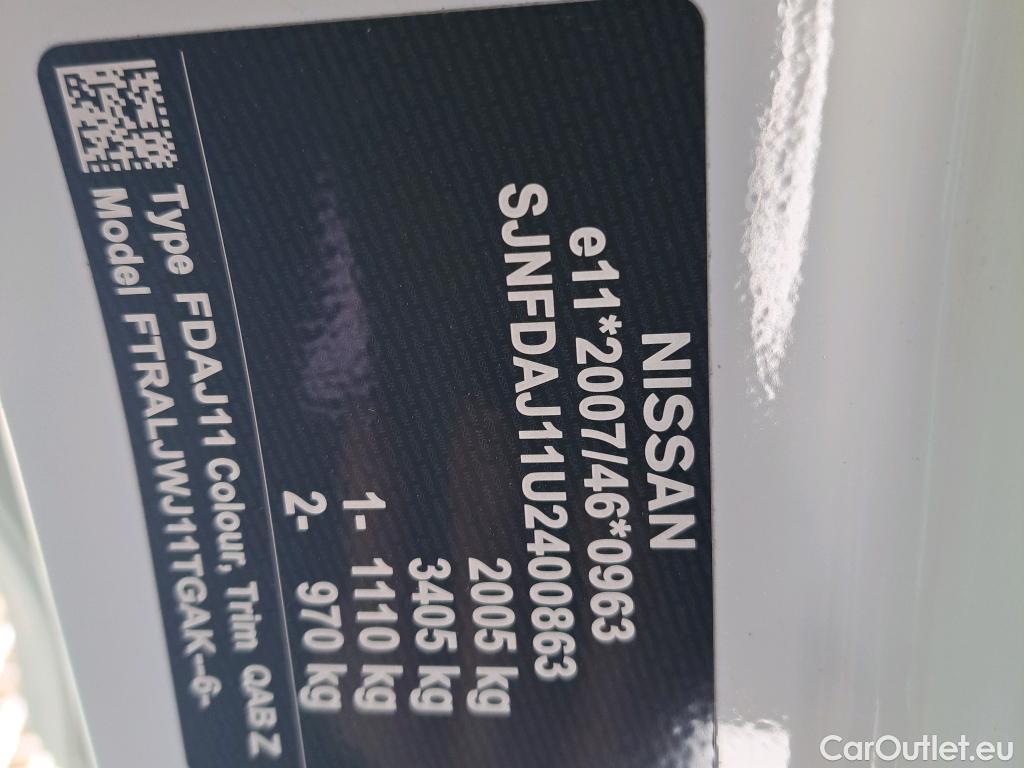 NISSAN
e11*2007/46*0963
SJNFDAJ11U2400863
2005 kg
3405 kg
1- 1110 kg
2- 970 kg
Type FDAJ11 Colour, Trim QAB Z
Model FTRALJWJ11TGAK--6-
CarOutlet.eu